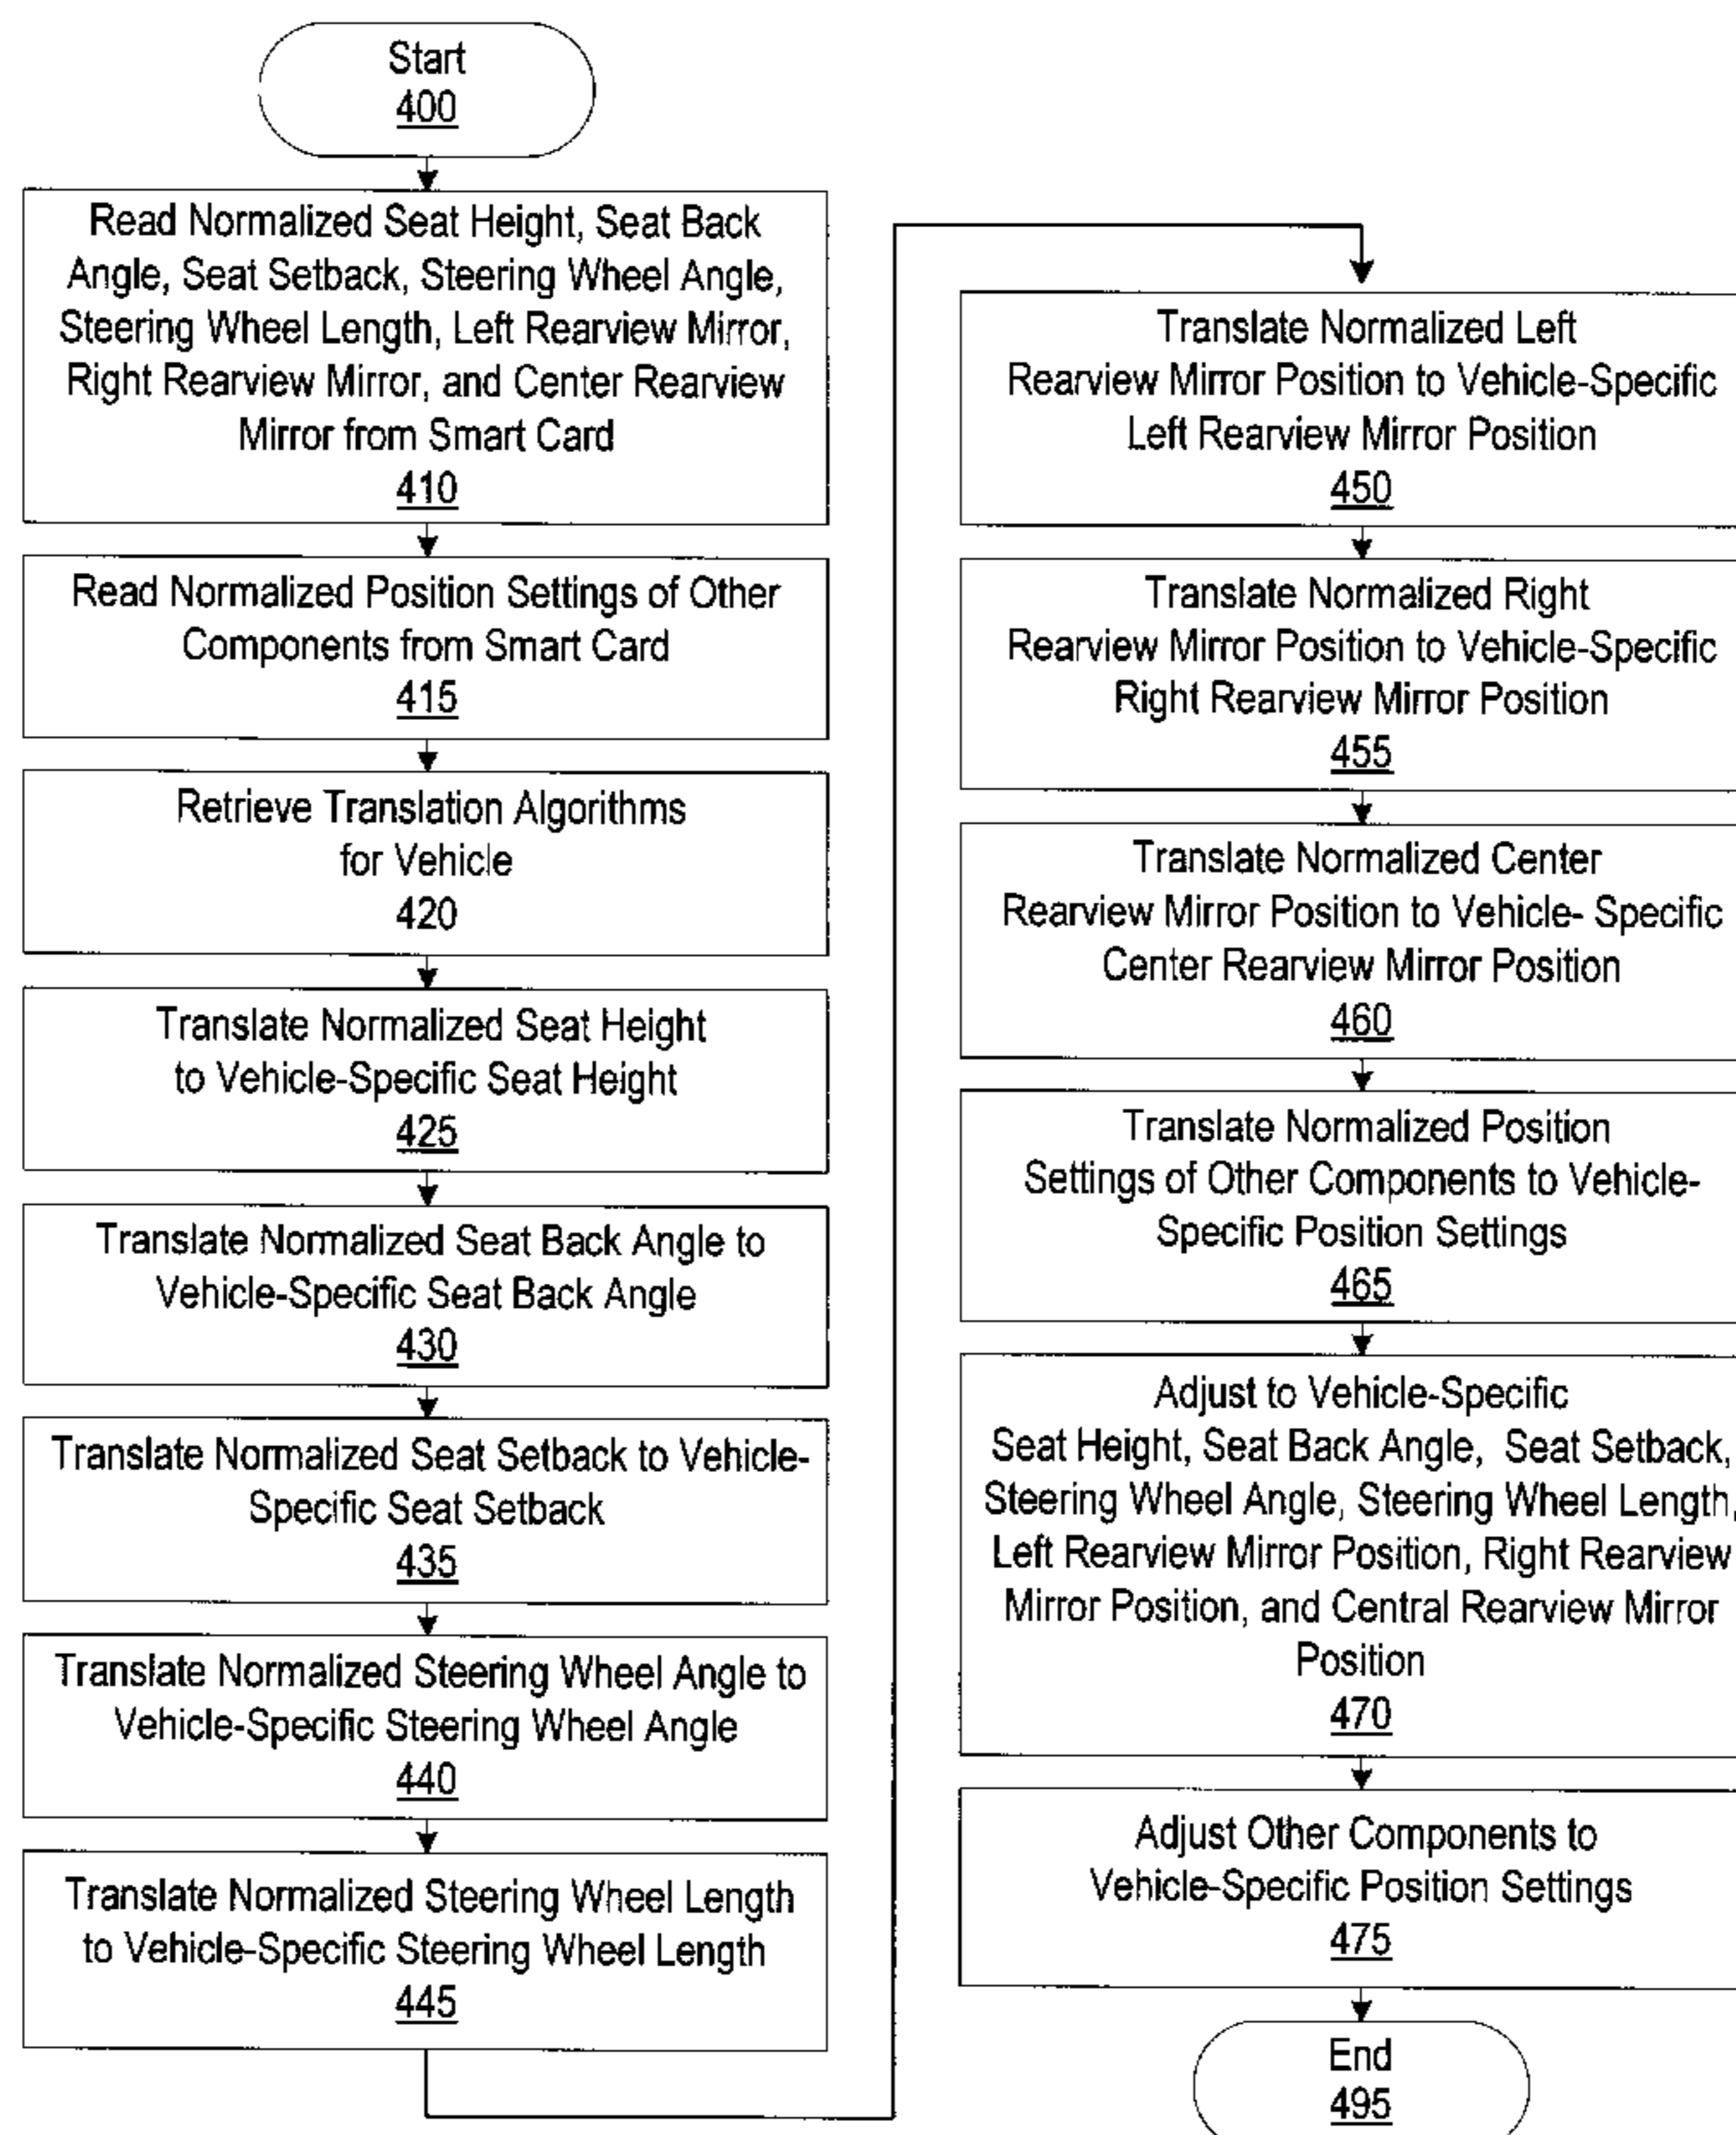 Start
400
Read Normalized Seat Height, Seat Back
Angle, Seat Setback, Steering Wheel Angle,
Steering Wheel Length, Left Rearview Mirror,
Right Rearview Mirror, and Center Rearview
Mirror from Smart Card
410
Read Normalized Position Settings of Other
Components from Smart Card
415
Retrieve Translation Algorithms
for Vehicle
420
Translate Normalized Seat Height
to Vehicle-Specific Seat Height
425
Translate Normalized Seat Back Angle to
Vehicle-Specific Seat Back Angle
430
Translate Normalized Seat Setback to Vehicle-
Specific Seat Setback
435
Translate Normalized Steering Wheel Angle to
Vehicle-Specific Steering Wheel Angle
440
Translate Normalized Steering Wheel Length
to Vehicle-Specific Steering Wheel Length
445
Translate Normalized Left
Rearview Mirror Position to Vehicle-Specific
Left Rearview Mirror Position
450
Translate Normalized Right
Rearview Mirror Position to Vehicle-Specific
Right Rearview Mirror Position
455
Translate Normalized Center
Rearview Mirror Position to Vehicle- Specific
Center Rearview Mirror Position
460
Translate Normalized Position
Settings of Other Components to Vehicle-
Specific Position Settings
465
Adjust to Vehicle-Specific
Seat Height, Seat Back Angle, Seat Setback,
Steering Wheel Angle, Steering Wheel Length,
Left Rearview Mirror Position, Right Rearview
Mirror Position, and Central Rearview Mirror
Position
470
Adjust Other Components to
Vehicle-Specific Position Settings
475
End
495